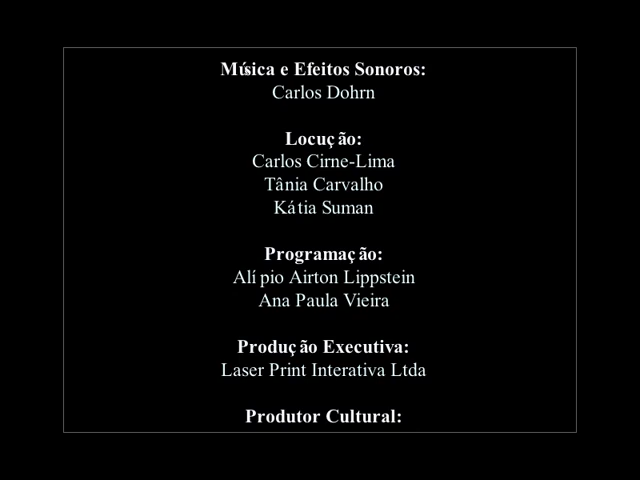 Música e Efeitos Sonoros:
Carlos Dohrn
Locução:
Carlos Cirne-Lima
Tânia Carvalho
Kátia Suman
Programação:
Alípio Airton Lippstein
Ana Paula Vieira
Produção Executiva:
Laser Print Interativa Ltda
Produtor Cultural: